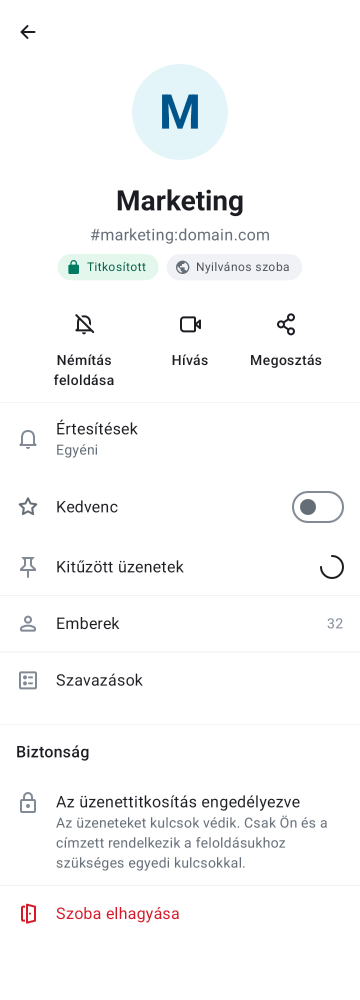 M
Marketing
#marketing:domain.com
Titkosított
Nyilvános szoba
Némítás
feloldása
Hívás
Megosztás
Értesítések
Egyéni
Kedvenc
Kitűzött üzenetek
Emberek
32
Szavazások
Biztonság
Az üzenettitkosítás engedélyezve
Az üzeneteket kulcsok védik. Csak Ön és a
címzett rendelkezik a feloldásukhoz
szükséges egyedi kulcsokkal.
Szoba elhagyása